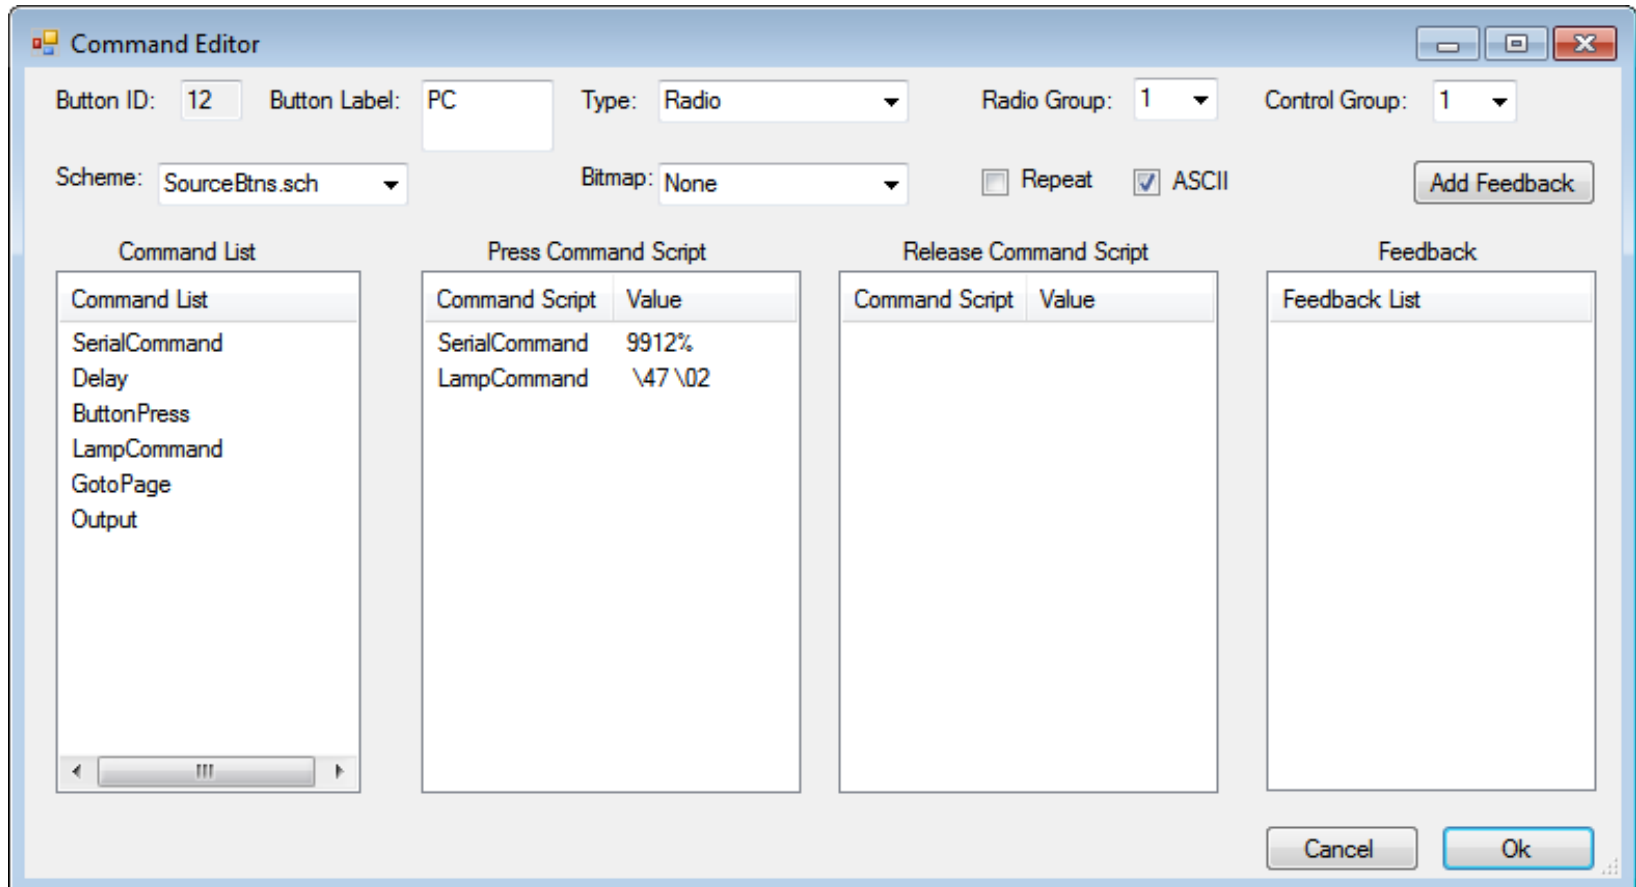 Command Editor
Button ID: 12 Button Label: PC Type: Radio Radio Group: 1 Control Group: 1
Scheme: SourceBtns.sch Bitmap: None Repeat ASCII Add Feedback
Command List Press Command Script Release Command Script Feedback
Command List Command Script Value Command Script Value Feedback List
SerialCommand SerialCommand 9912%
Delay LampCommand \47 \02
ButtonPress
LampCommand
GotoPage
Output
Cancel Ok